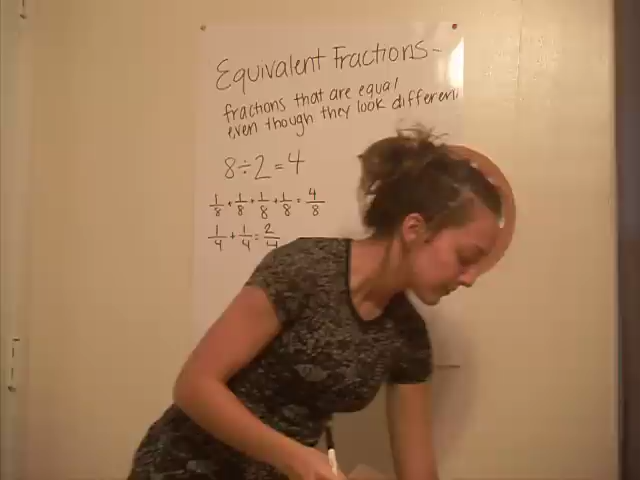 Equivalent Fractions-
fractions that are equal
even though they look different
8÷2=4
1/8+1/8+1/8+1/8=4/8
1/4+1/4=2/4